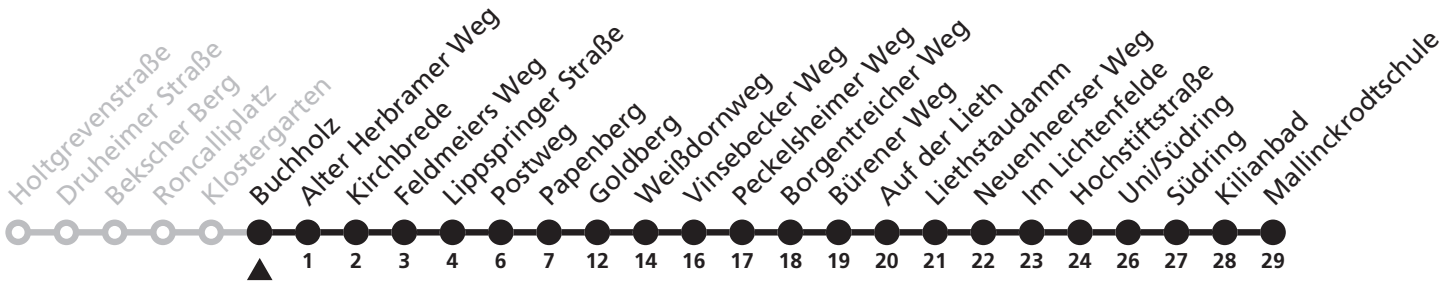 Holtgrevenstraße
Druheimer Straße
Bekscher Berg
Roncalliplatz
Klostergarten
Buchholz
Alter Herbramer Weg
Kirchbrede
Feldmeiers Weg
Lippspringer Straße
Postweg
Papenberg
Goldberg
Weißdornweg
Vinsebecker Weg
Peckelsheimer Weg
Borgentreicher Weg
Bürener Weg
Auf der Lieth
Liethstaudamm
Neuenheerser Weg
Im Lichtenfelde
Hochstiftstraße
Uni/Südring
Südring
Kilianbad
Mallinckrodtschule
1 2 3 4 6 7 12 14 16 17 18 19 20 21 22 23 24 26 27 28 29